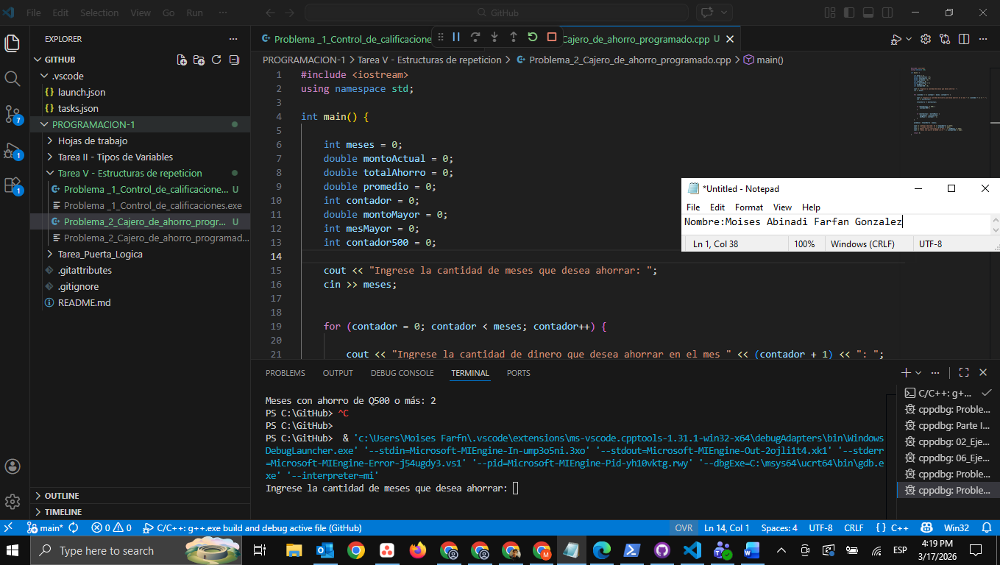 File Edit Selection View Go Run ··· GitHub
EXPLORER
GITHUB
.vscode
launch.json
tasks.json
PROGRAMACION-1
Hojas de trabajo
Tarea II - Tipos de Variables
Tarea V - Estructuras de repeticion
Problema _1_Control_de_calificacione... U
Problema _1_Control_de_calificaciones.exe
Problema_2_Cajero_de_ahorro_progr... U
Problema_2_Cajero_de_ahorro_programad...
Tarea_Puerta_Logica
.gitattributes
.gitignore
README.md
OUTLINE
TIMELINE
7
1
1
Problema _1_Control_de_calificacione
Cajero_de_ahorro_programado.cpp U
PROGRAMACION-1 > Tarea V - Estructuras de repeticion > Problema_2_Cajero_de_ahorro_programado.cpp > main()
1 #include <iostream>
2 using namespace std;
3
4 int main() {
5
6 int meses = 0;
7 double montoActual = 0;
8 double totalAhorro = 0;
9 double promedio = 0;
10 int contador = 0;
11 double montoMayor = 0;
12 int mesMayor = 0;
13 int contador500 = 0;
14
15 cout << "Ingrese la cantidad de meses que desea ahorrar: ";
16 cin >> meses;
17
18
19 for (contador = 0; contador < meses; contador++) {
20
21 cout << "Ingrese la cantidad de dinero que desea ahorrar en el mes " << (contador + 1) << ": ";
*Untitled - Notepad
File Edit Format View Help
Nombre:Moises Abinadi Farfan Gonzalez
Ln 1, Col 38 100% Windows (CRLF) UTF-8
PROBLEMS OUTPUT DEBUG CONSOLE TERMINAL PORTS
Meses con ahorro de Q500 o más: 2
PS C:\GitHub> ^C
PS C:\GitHub>
PS C:\GitHub> & 'c:\Users\Moises Farfn\.vscode\extensions\ms-vscode.cpptools-1.31.1-win32-x64\debugAdapters\bin\Windows
DebugLauncher.exe' '--stdin=Microsoft-MIEngine-In-ump3o5ni.3xo' '--stdout=Microsoft-MIEngine-Out-2ojli1t4.xk1' '--stderr
=Microsoft-MIEngine-Error-j54ugdy3.vs1' '--pid=Microsoft-MIEngine-Pid-yh10vktg.rwy' '--dbgExe=C:\msys64\ucrt64\bin\gdb.e
xe' '--interpreter=mi'
Ingrese la cantidad de meses que desea ahorrar:
C/C++: g+...
cppdbg: Proble...
cppdbg: Parte I...
cppdbg: 02_Eje...
cppdbg: 06_Eje...
cppdbg: Proble...
cppdbg: Proble...
main* 0 0 C/C++: g++.exe build and debug active file (GitHub) OVR Ln 14, Col 1 Spaces: 4 UTF-8 CRLF {} C++ Win32
Type here to search ESP 4:19 PM
3/17/2026